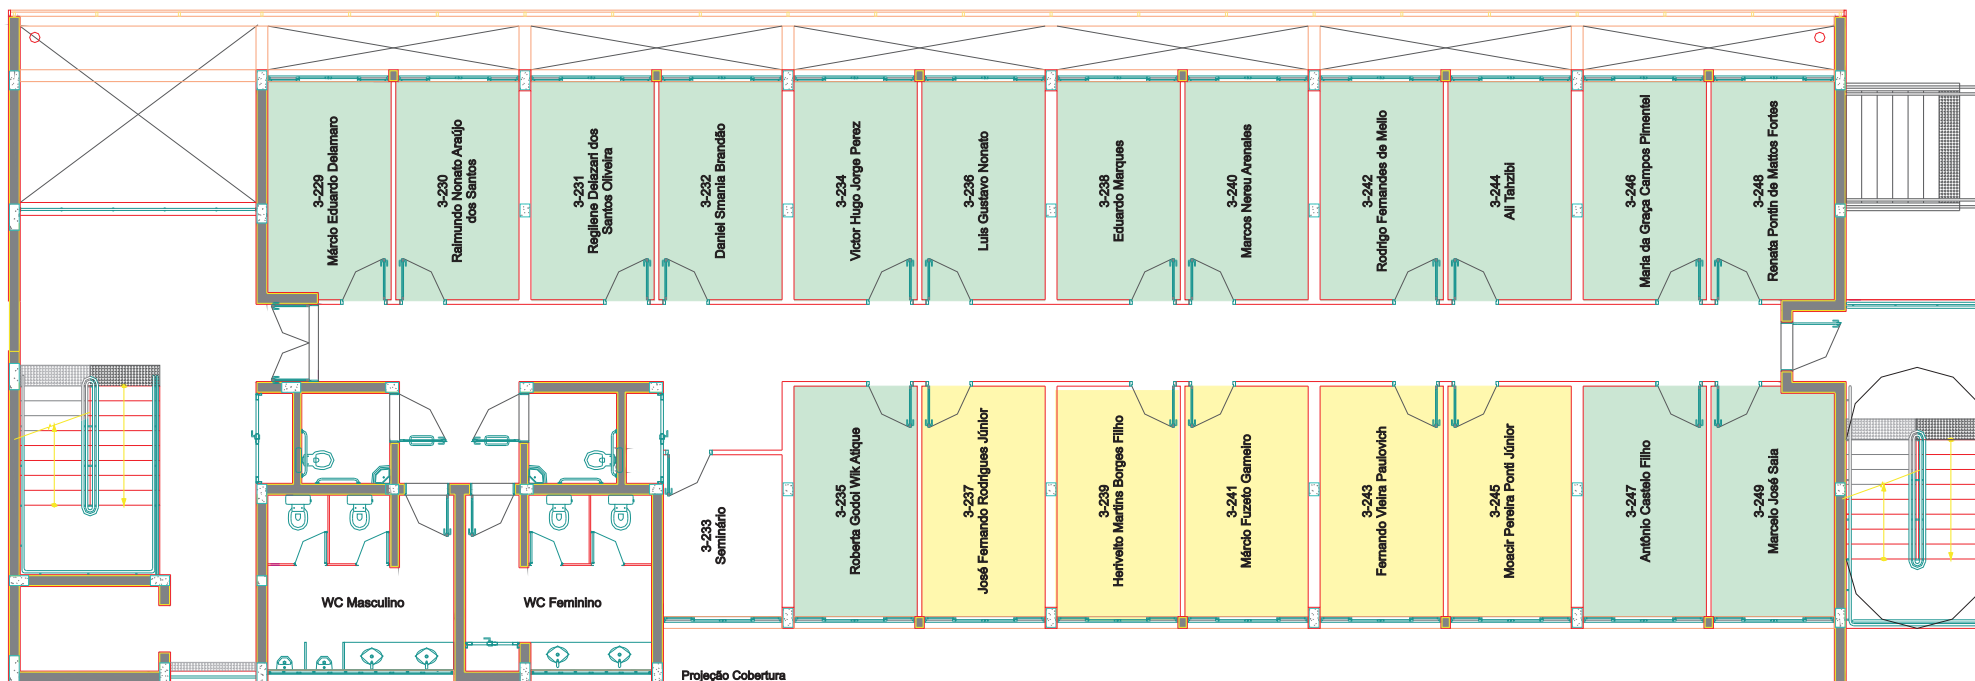 3-229
Márcio Eduardo Delamaro
3-230
Raimundo Nonato Araújo
dos Santos
3-231
Regilene Delazari dos
Santos Oliveira
3-232
Daniel Smania Brandão
3-234
Victor Hugo Jorge Perez
3-236
Luis Gustavo Nonato
3-238
Eduardo Marques
3-240
Marcos Nereu Arenales
3-242
Rodrigo Fernandes de Mello
3-244
Ali Tahzibi
3-246
Maria da Graça Campos Pimentel
3-248
Renata Pontin de Mattos Fortes
3-233
Seminário
3-235
Roberta Godoi Wik Atique
3-237
José Fernando Rodrigues Júnior
3-239
Herivelto Martins Borges Filho
3-241
Márcio Fuzeto Gameiro
3-243
Fernando Vieira Paulovich
3-245
Moacir Pereira Ponti Júnior
3-247
Antônio Castelo Filho
3-249
Marcelo José Saia
WC Masculino
WC Feminino
Projeção Cobertura